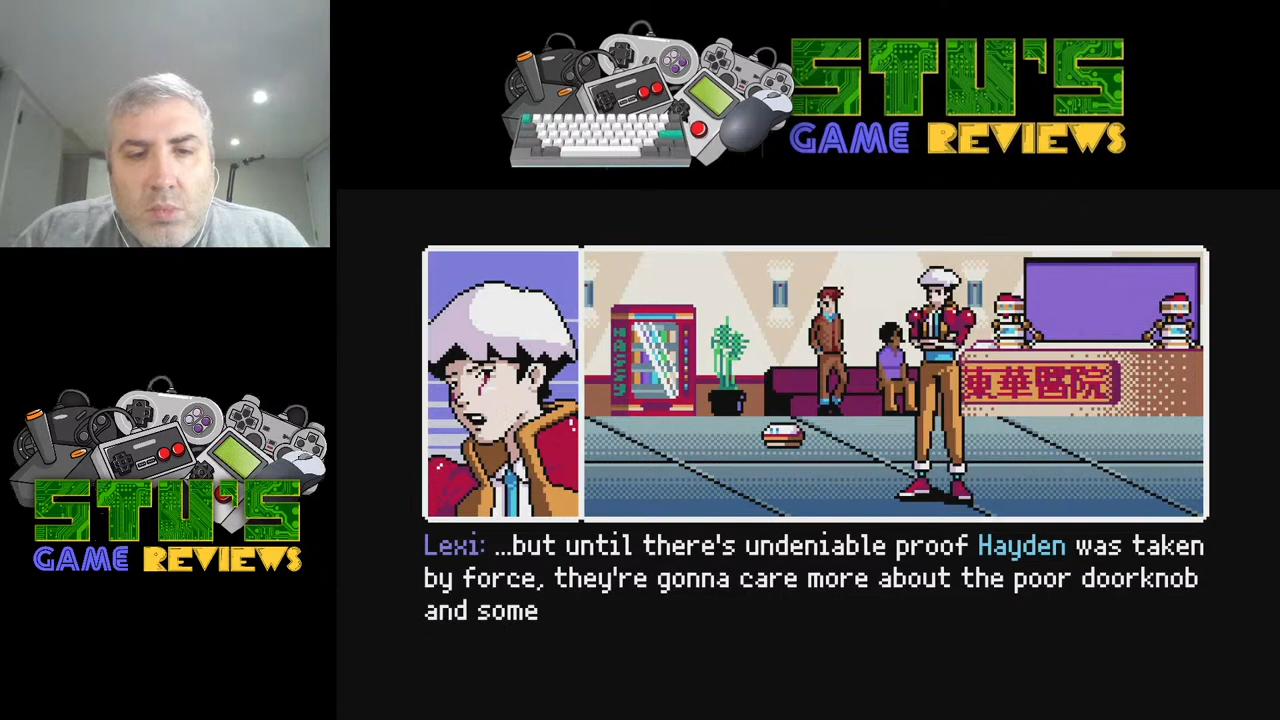 STU'S
GAME REVIEWS
東華醫院
Lexi: …but until there's undeniable proof Hayden was taken
by force, they're gonna care more about the poor doorknob
and some
STU'S
GAME REVIEWS